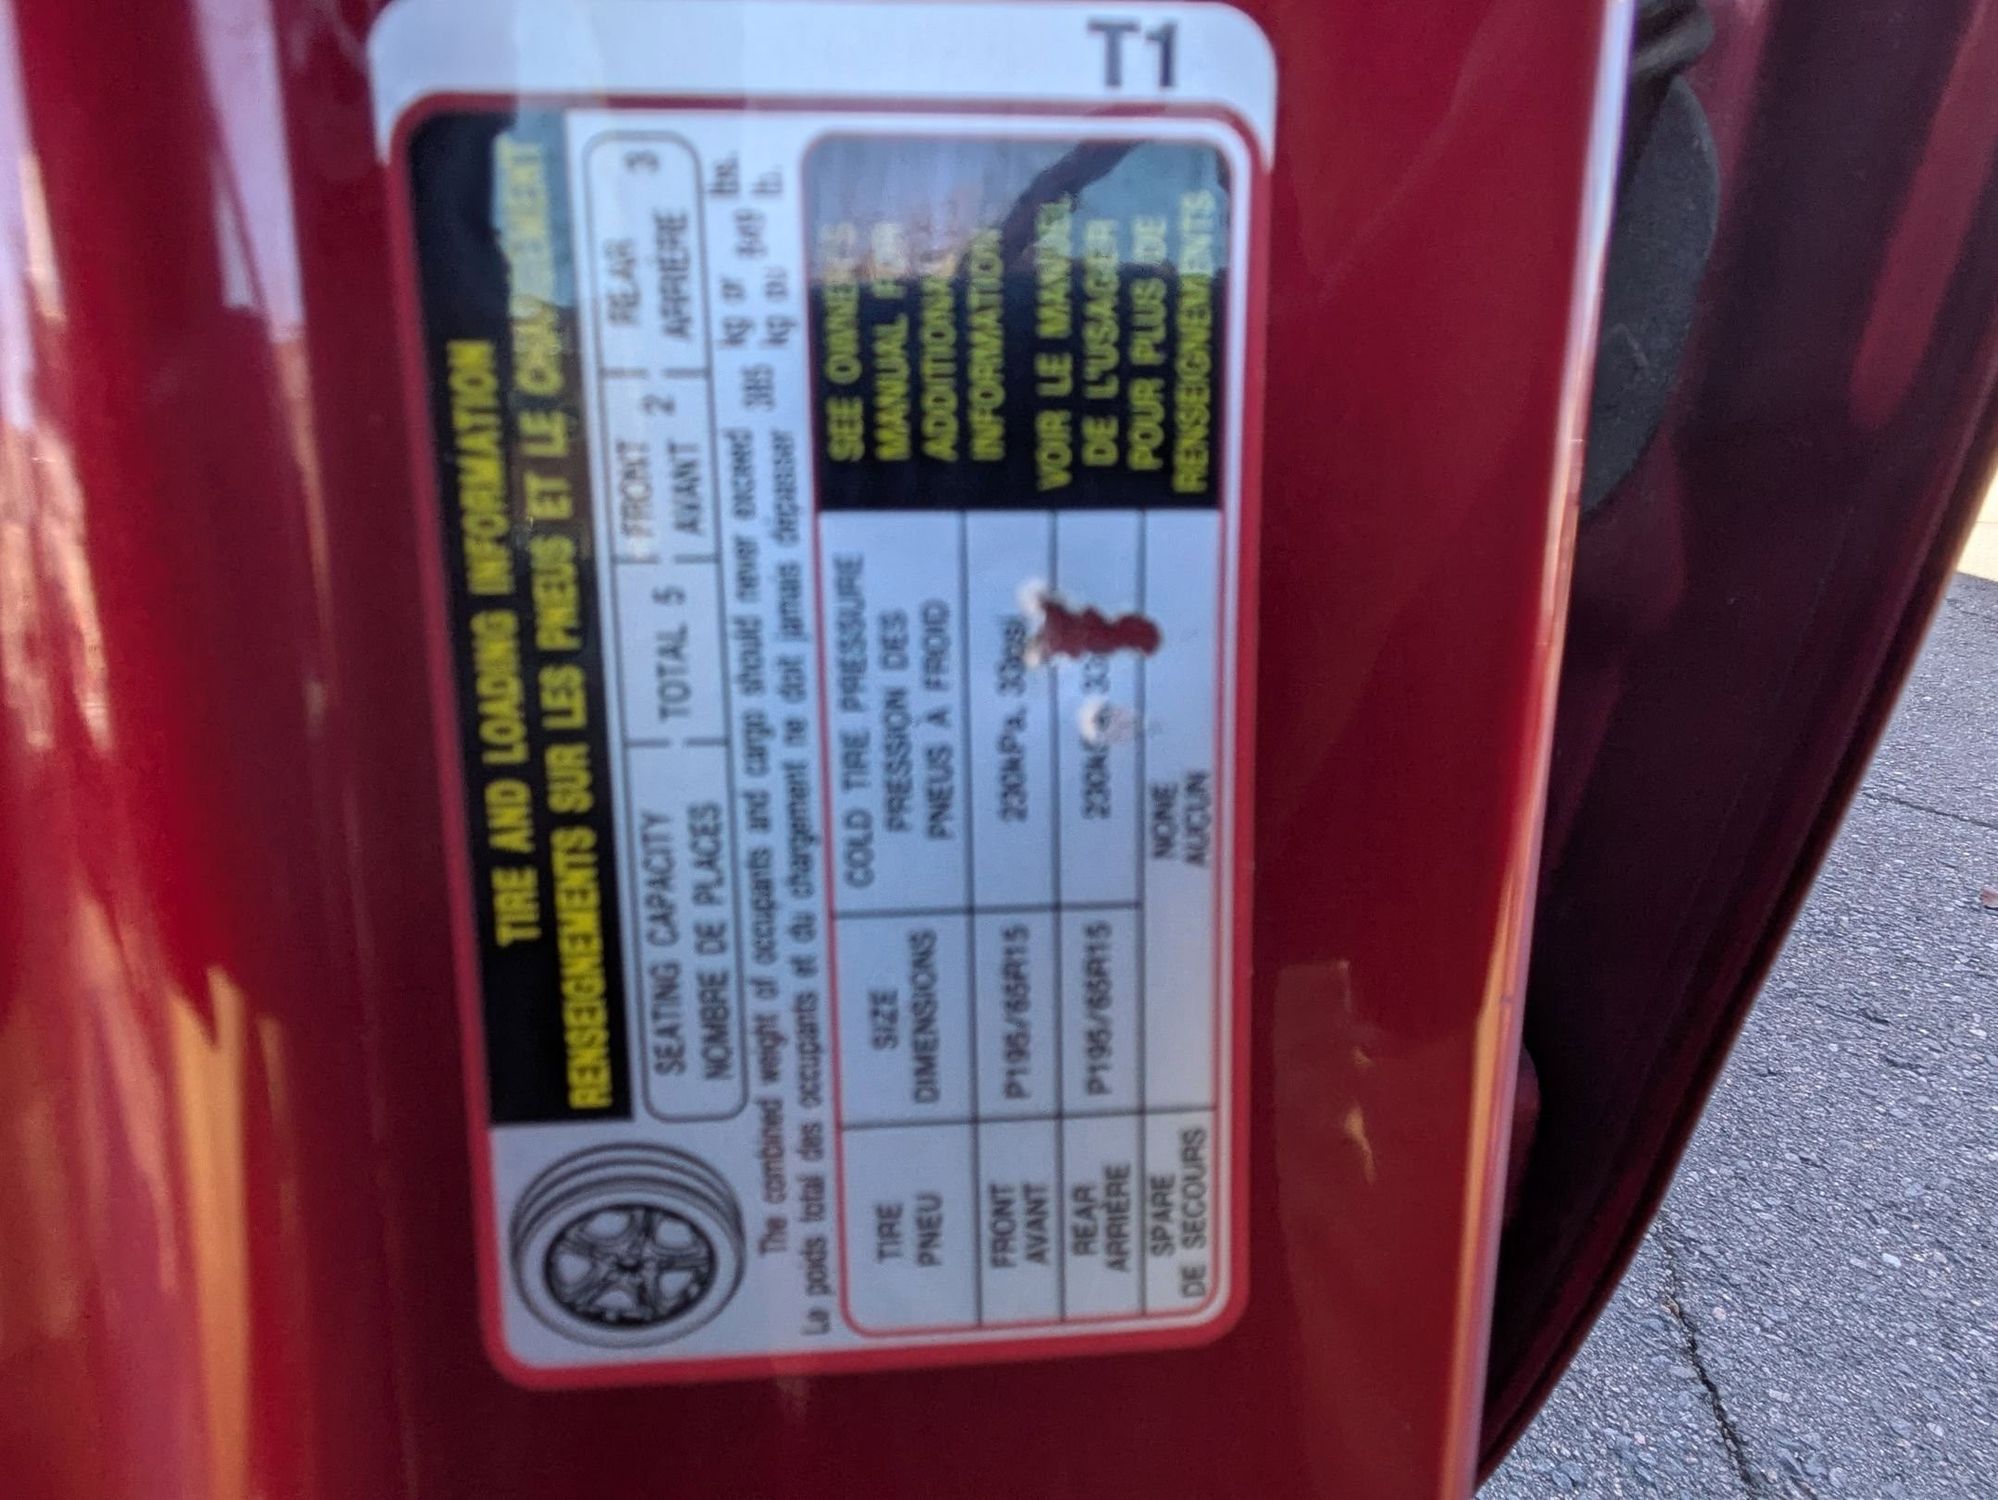 T1
TIRE AND LOADING INFORMATION
RENSEIGNEMENTS SUR LES PNEUS ET LE CHARGEMENT
SEATING CAPACITY
NOMBRE DE PLACES
TOTAL 5
FRONT
AVANT 2
REAR
ARRIÈRE 3
The combined weight of occupants and cargo should never exceed 385 kg or 849 lbs.
Le poids total des occupants et du chargement ne doit jamais dépasser 385 kg ou 849 lb.
TIRE
PNEU
SIZE
DIMENSIONS
COLD TIRE PRESSURE
PRESSION DES
PNEUS À FROID
FRONT
AVANT
P195/65R15
230kPa, 33psi
REAR
ARRIÈRE
P195/65R15
SPARE
DE SECOURS
NONE
AUCUN
SEE OWNER'S
MANUAL FOR
ADDITIONAL
INFORMATION
VOIR LE MANUEL
DE L'USAGER
POUR PLUS DE
RENSEIGNEMENTS